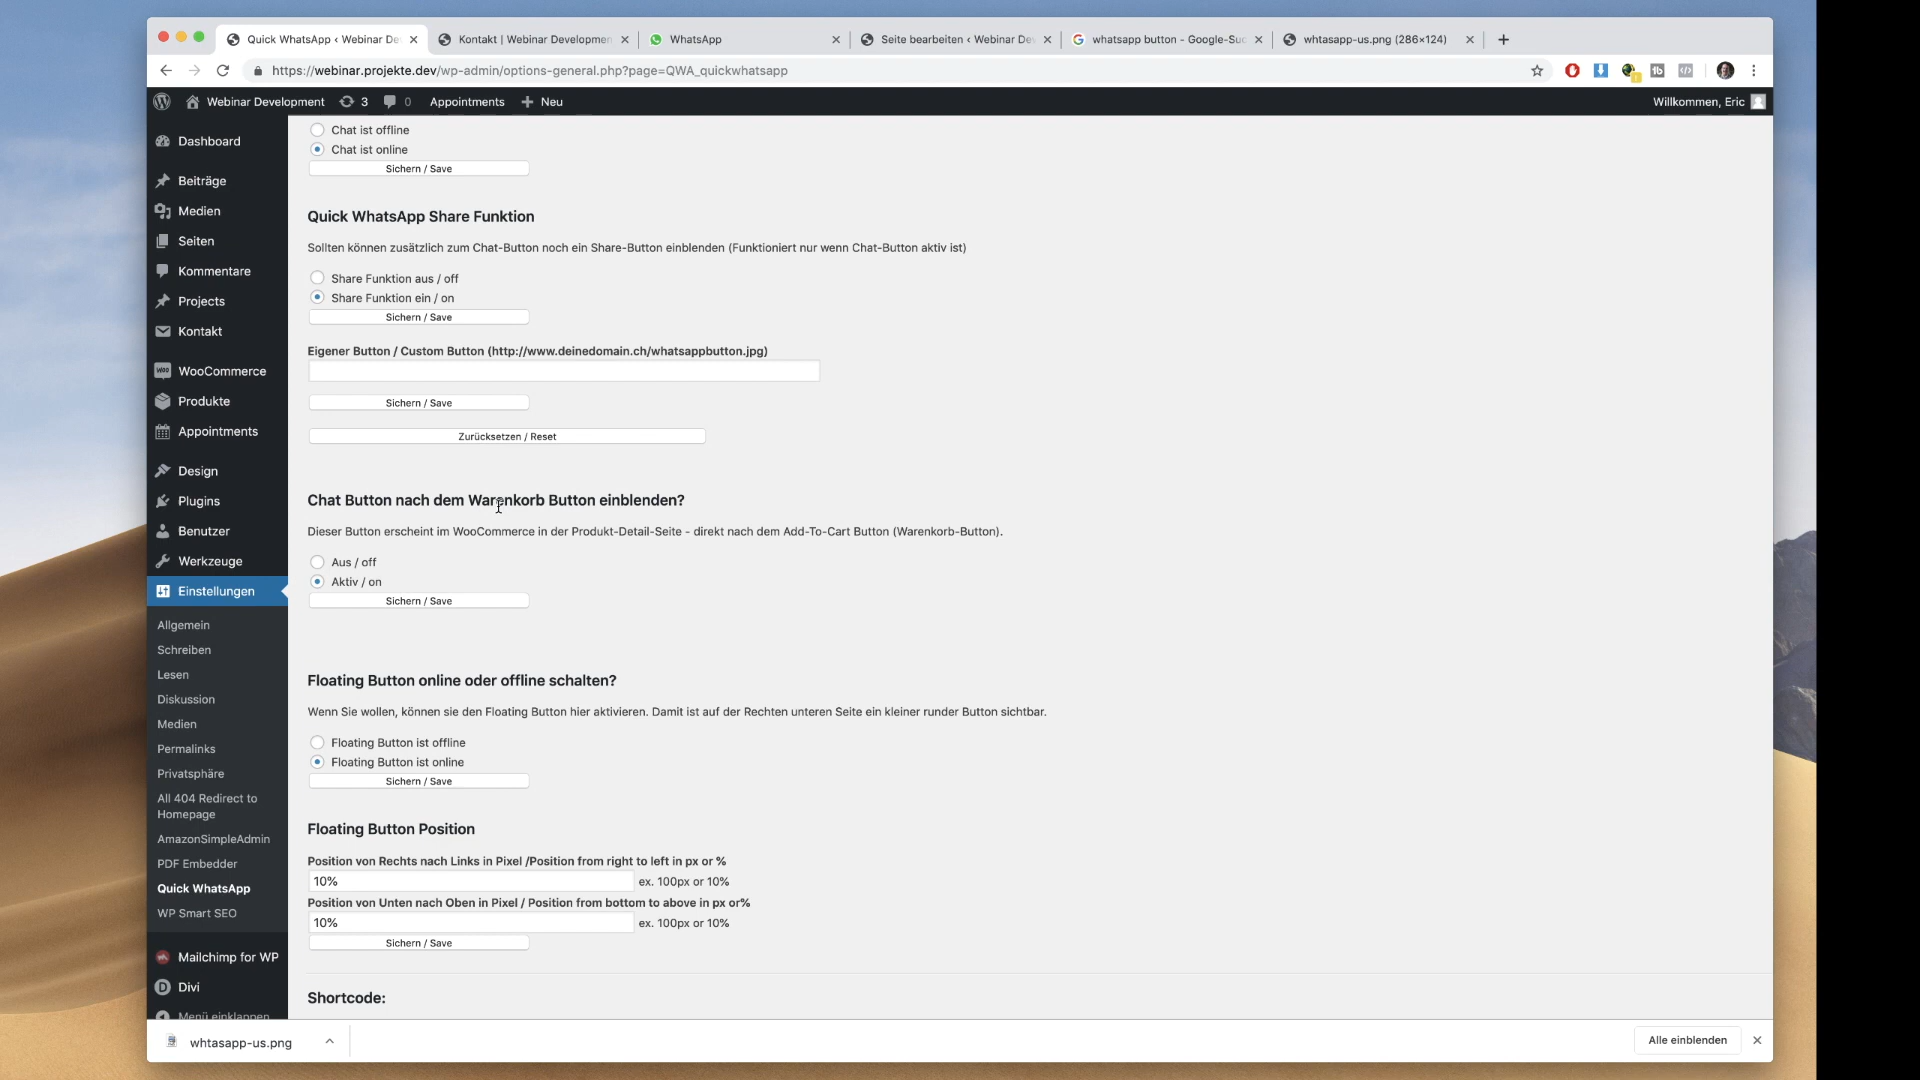 Quick WhatsApp ‹ Webinar De
Kontakt | Webinar Developmen
WhatsApp
Seite bearbeiten ‹ Webinar De
whatsapp button - Google-Su
whtasapp-us.png (286×124)
https://webinar.projekte.dev/wp-admin/options-general.php?page=QWA_quickwhatsapp
Webinar Development
3
0
Appointments
Neu
Willkommen, Eric
Dashboard
Beiträge
Medien
Seiten
Kommentare
Projects
Kontakt
WooCommerce
Produkte
Appointments
Design
Plugins
Benutzer
Werkzeuge
Einstellungen
Allgemein
Schreiben
Lesen
Diskussion
Medien
Permalinks
Privatsphäre
All 404 Redirect to
Homepage
AmazonSimpleAdmin
PDF Embedder
Quick WhatsApp
WP Smart SEO
Mailchimp for WP
Divi
Menü einklappen
Chat ist offline
Chat ist online
Sichern / Save
Quick WhatsApp Share Funktion
Sollten können zusätzlich zum Chat-Button noch ein Share-Button einblenden (Funktioniert nur wenn Chat-Button aktiv ist)
Share Funktion aus / off
Share Funktion ein / on
Sichern / Save
Eigener Button / Custom Button (http://www.deinedomain.ch/whatsappbutton.jpg)
Sichern / Save
Zurücksetzen / Reset
Chat Button nach dem Warenkorb Button einblenden?
Dieser Button erscheint im WooCommerce in der Produkt-Detail-Seite - direkt nach dem Add-To-Cart Button (Warenkorb-Button).
Aus / off
Aktiv / on
Sichern / Save
Floating Button online oder offline schalten?
Wenn Sie wollen, können sie den Floating Button hier aktivieren. Damit ist auf der Rechten unteren Seite ein kleiner runder Button sichtbar.
Floating Button ist offline
Floating Button ist online
Sichern / Save
Floating Button Position
Position von Rechts nach Links in Pixel /Position from right to left in px or %
10% ex. 100px or 10%
Position von Unten nach Oben in Pixel / Position from bottom to above in px or%
10% ex. 100px or 10%
Sichern / Save
Shortcode:
whtasapp-us.png
Alle einblenden